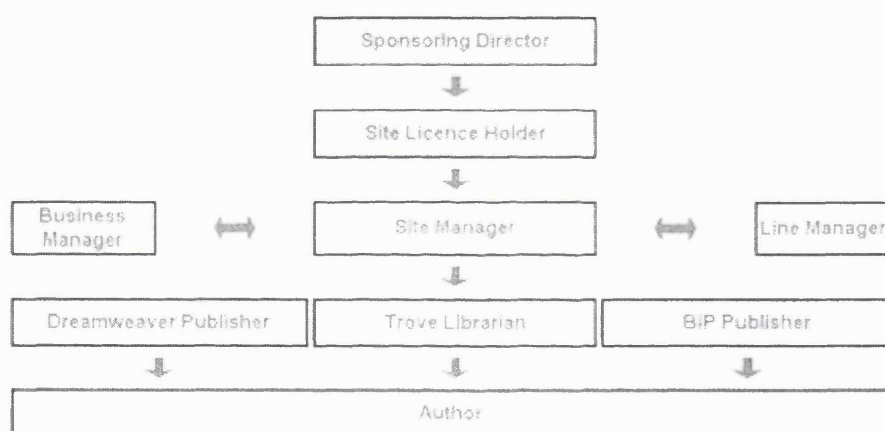 Sponsoring Director
Site Licence Holder
Business
Manager
Site Manager
Line Manager
Dreamweaver Publisher
Trove Librarian
BiP Publisher
Author